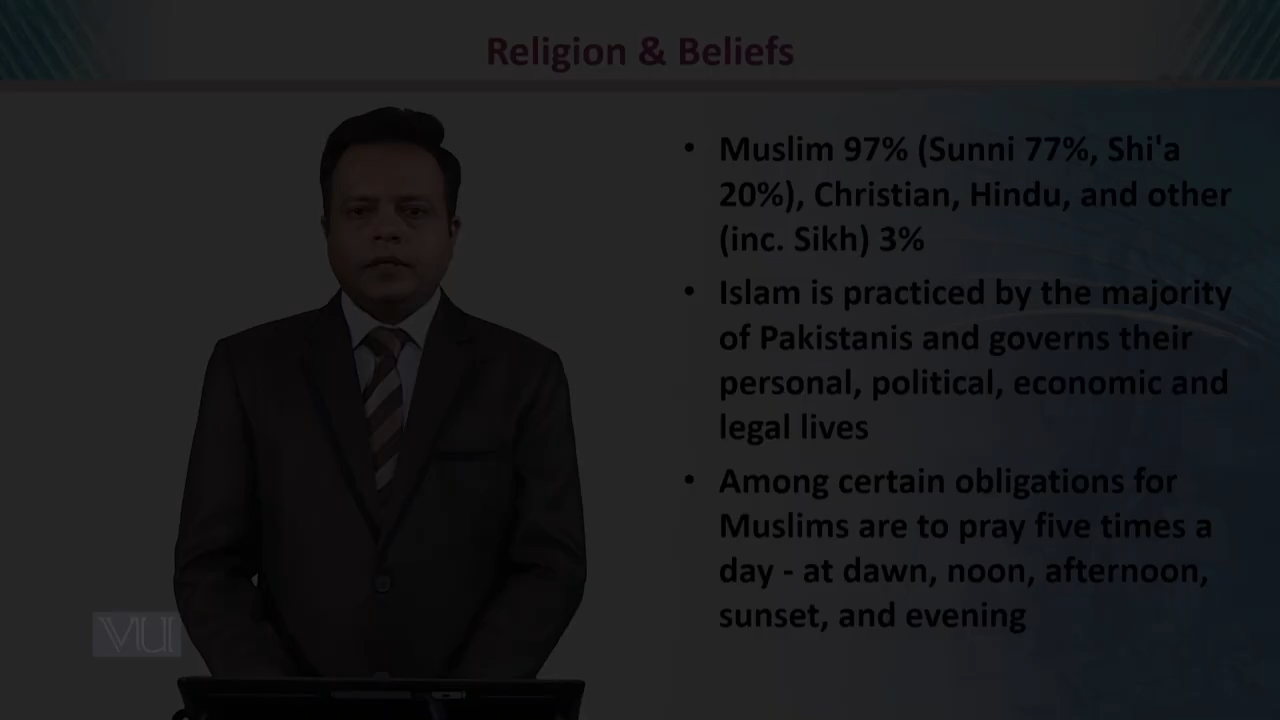 Religion & Beliefs
• Muslim 97% (Sunni 77%, Shi'a
20%), Christian, Hindu, and other
(inc. Sikh) 3%
• Islam is practiced by the majority
of Pakistanis and governs their
personal, political, economic and
legal lives
• Among certain obligations for
Muslims are to pray five times a
day - at dawn, noon, afternoon,
sunset, and evening
VU